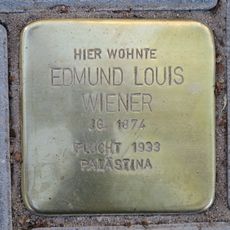 HIER WOHNTE
EDMUND LOUIS
WIENER
JG. 1874
FLUCHT 1933
PALÄSTINA